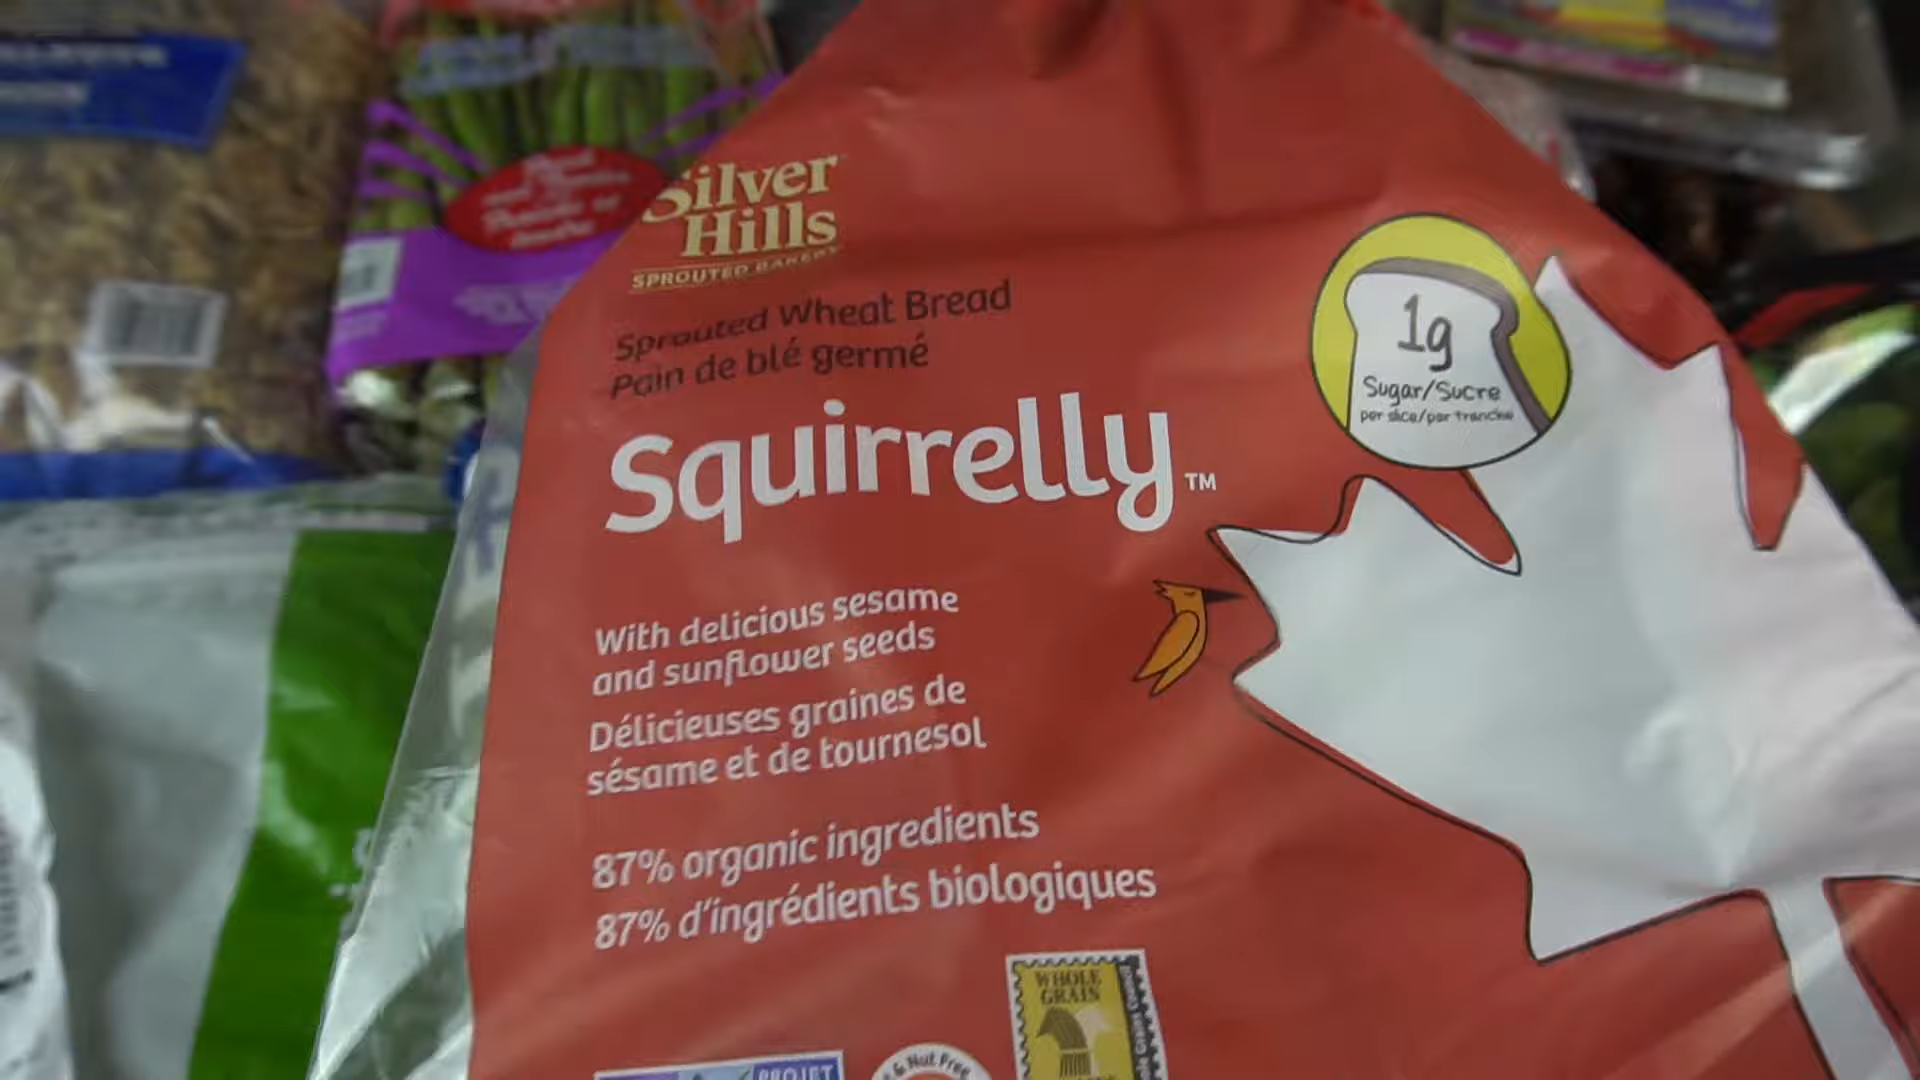 Silver
Hills
SPROUTED BAKERY
Sprouted Wheat Bread
Pain de blé germé
Squirrelly™
1g
Sugar/Sucre
per slice/par tranche
With delicious sesame
and sunflower seeds
Délicieuses graines de
sésame et de tournesol
87% organic ingredients
87% d'ingrédients biologiques
WHOLE
GRAIN
& Nut Free
PROJET